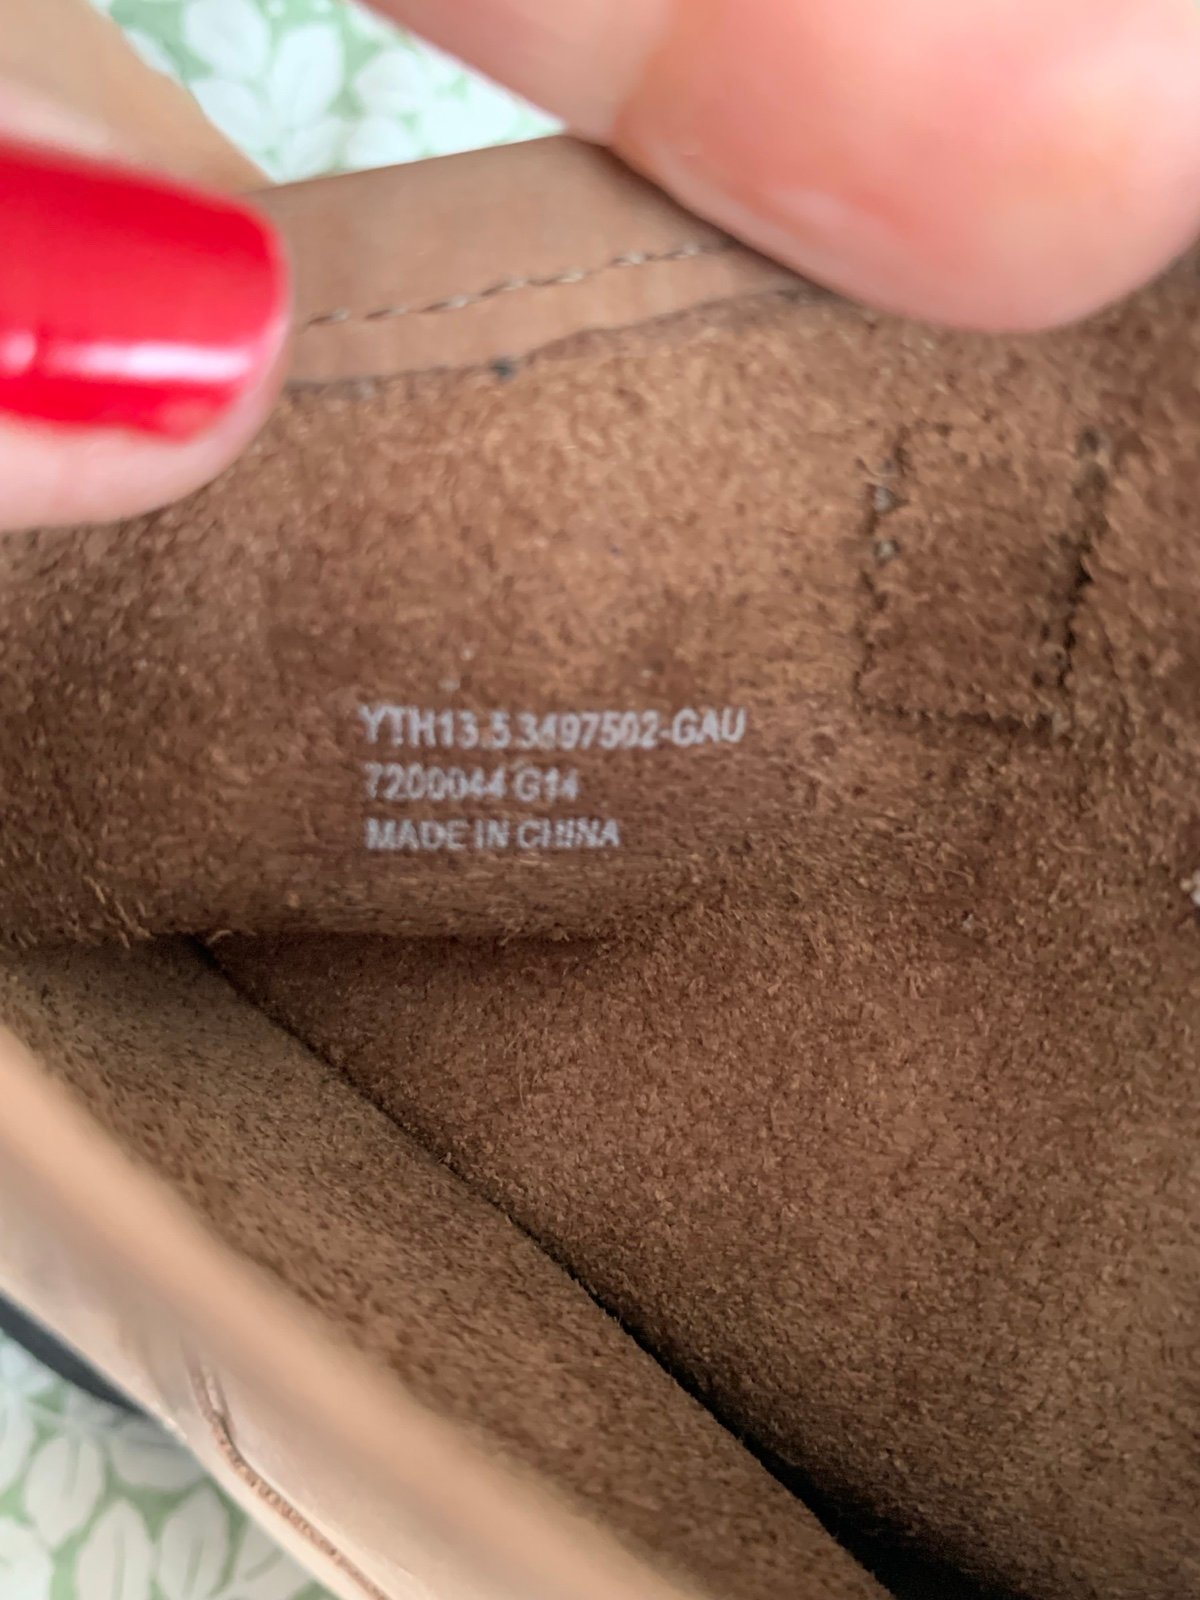 YTH13.5 3497502-GAU
7200044 G14
MADE IN CHINA